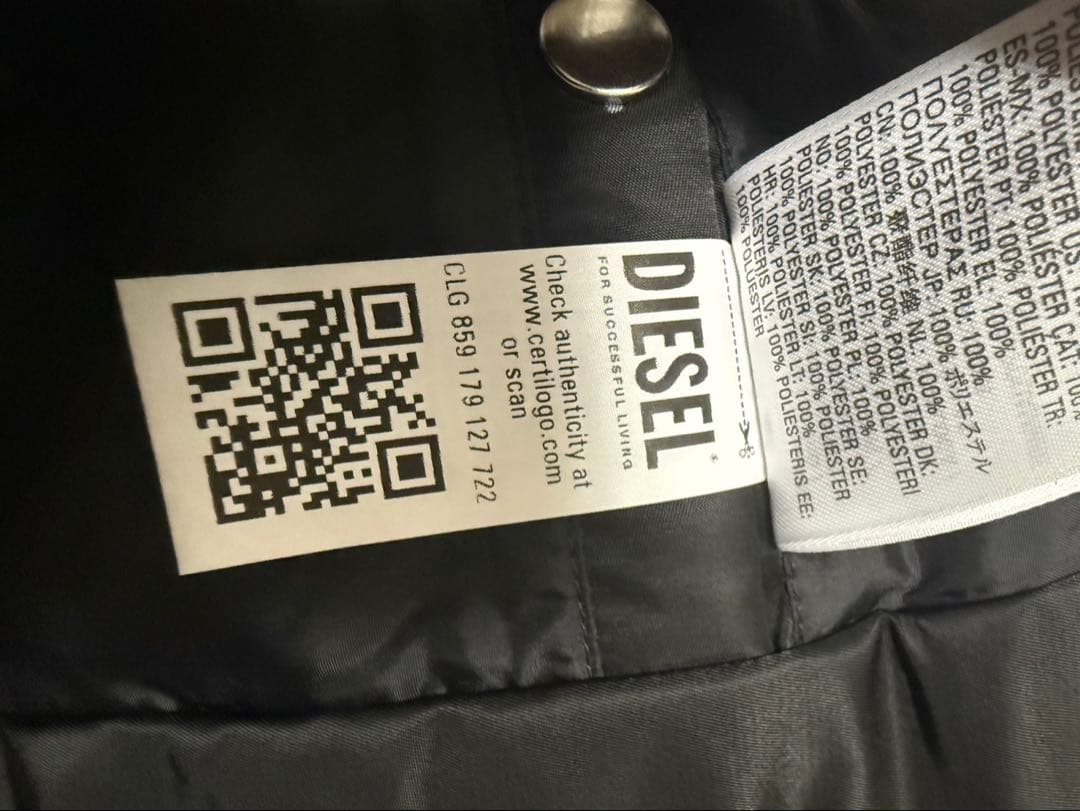 DIESEL®
FOR SUCCESSFUL LIVING
Check authenticity at
www.certilogo.com
or scan
CLG 859 179 127 722
100% POLYESTER US
ES-MX: 100% POLIÉSTER CAT: 100%
POLIÈSTER PT: 100% POLIÉSTER TR:
100% POLYESTER EL: 100%
ΠΟΛΥΕΣΤΕΡΑΣ RU: 100%
ПОЛИЭСТЕР JP: 100% ポリエステル
CN: 100% 聚酯纤维 NL: 100%
POLYESTER CZ: 100% POLYESTER DK:
100% POLYESTER FI: 100% POLYESTERI
NO: 100% POLYESTER PL: 100%
POLIESTER SK: 100% POLYESTER SE:
100% POLYESTER SI: 100% POLIESTER
HR: 100% POLIESTER LT: 100%
POLIESTERIS LV: 100% POLIESTERIS EE:
100% POLÜESTER